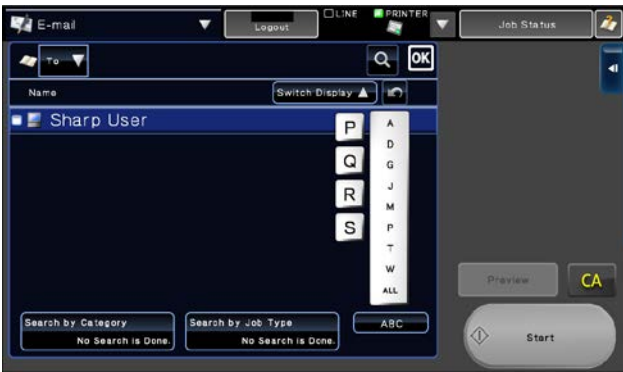 E-mail
Logout
LINE
PRINTER
Job Status
To
OK
Name
Switch Display
Sharp User
P
Q
R
S
A
D
G
J
M
P
T
W
ALL
Preview
CA
Search by Category
No Search is Done.
Search by Job Type
No Search is Done.
ABC
Start